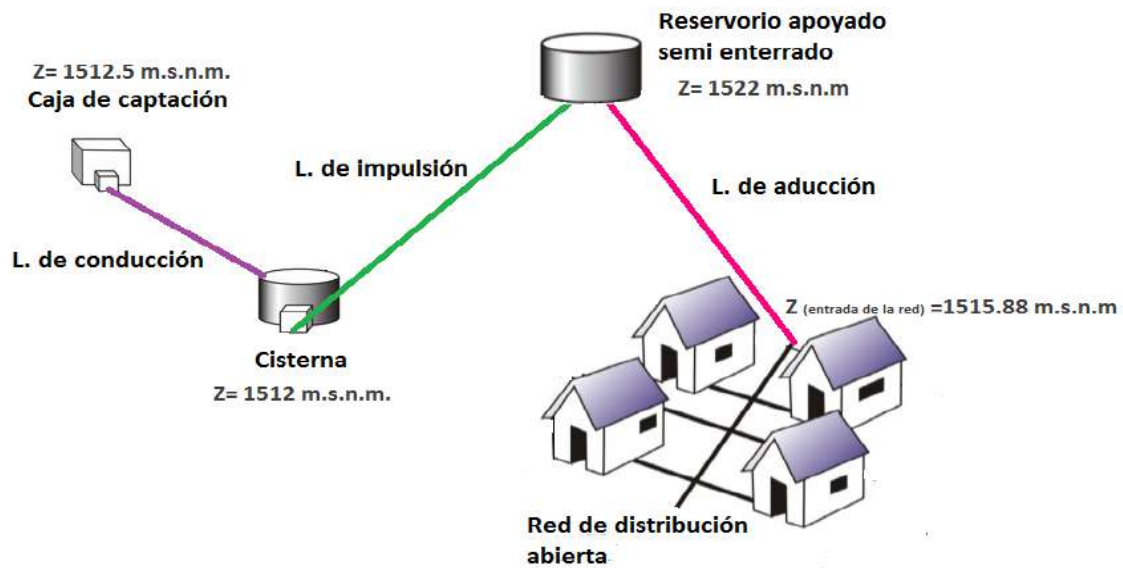 Reservorio apoyado
semi enterrado
Z= 1522 m.s.n.m
Z= 1512.5 m.s.n.m.
Caja de captación
L. de impulsión
L. de aducción
L. de conducción
Z (entrada de la red) =1515.88 m.s.n.m
Cisterna
Z= 1512 m.s.n.m.
Red de distribución
abierta